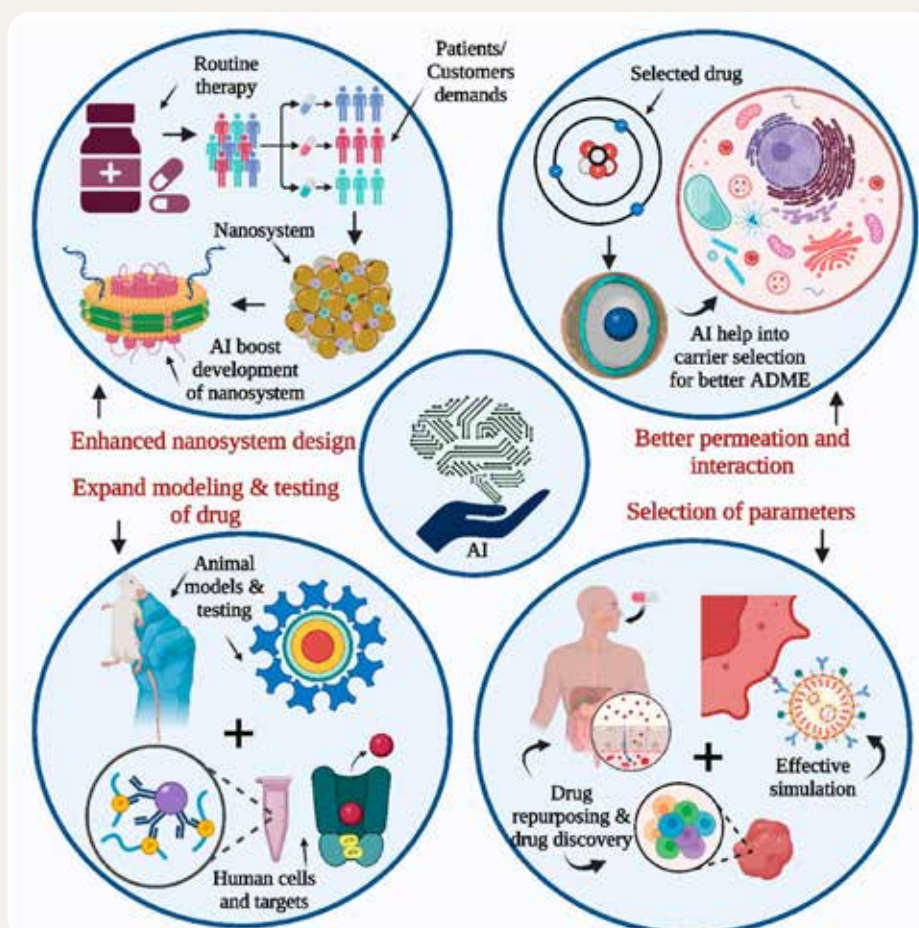 Routine
therapy
Patients/
Customers
demands
Nanosystem
AI boost
development
of nanosystem
Selected drug
AI help into
carrier selection
for better ADME
Enhanced nanosystem design
Better permeation and
interaction
Expand modeling & testing
of drug
Selection of parameters
AI
Animal
models &
testing
Human cells
and targets
Drug
repurposing &
drug discovery
Effective
simulation